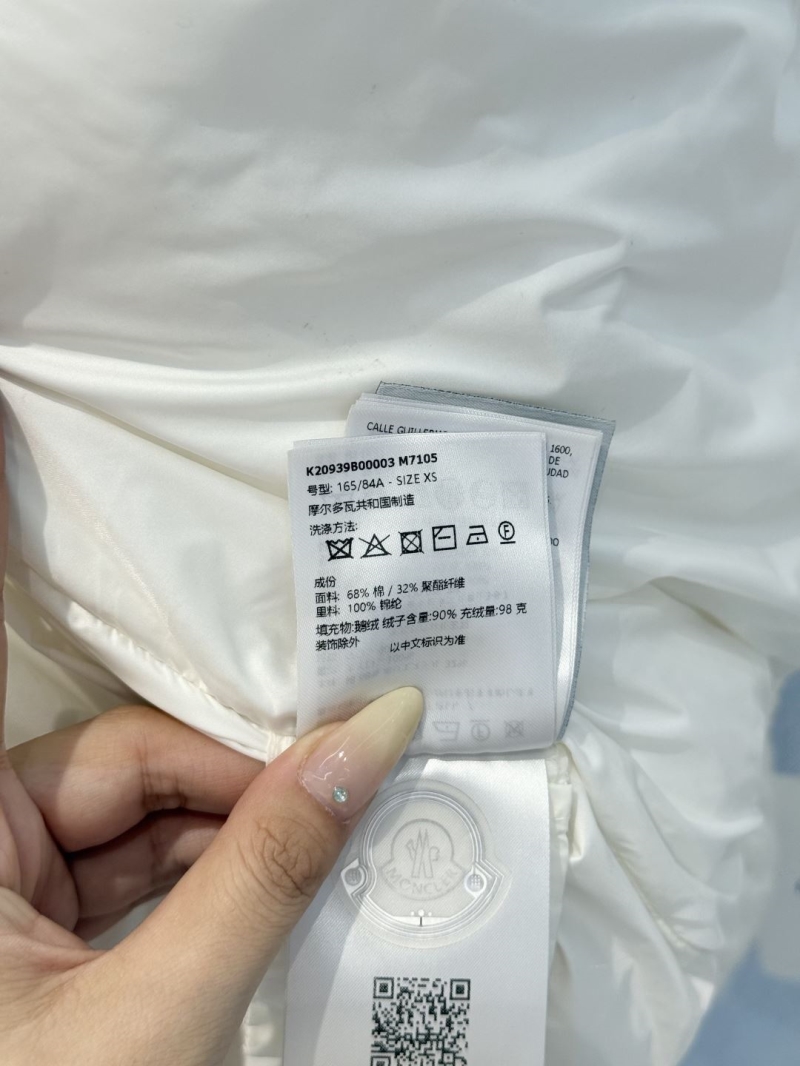 CALLE
1600,
DE
K20939B00003 M7105
号型: 165/84A - SIZE XS
摩尔多瓦共和国制造
洗涤方法:
成份
面料: 68% 棉 / 32% 聚酯纤维
里料: 100% 锦纶
填充物:鹅绒 绒子含量:90% 充绒量:98 克
装饰除外 以中文标识为准
MONCLER